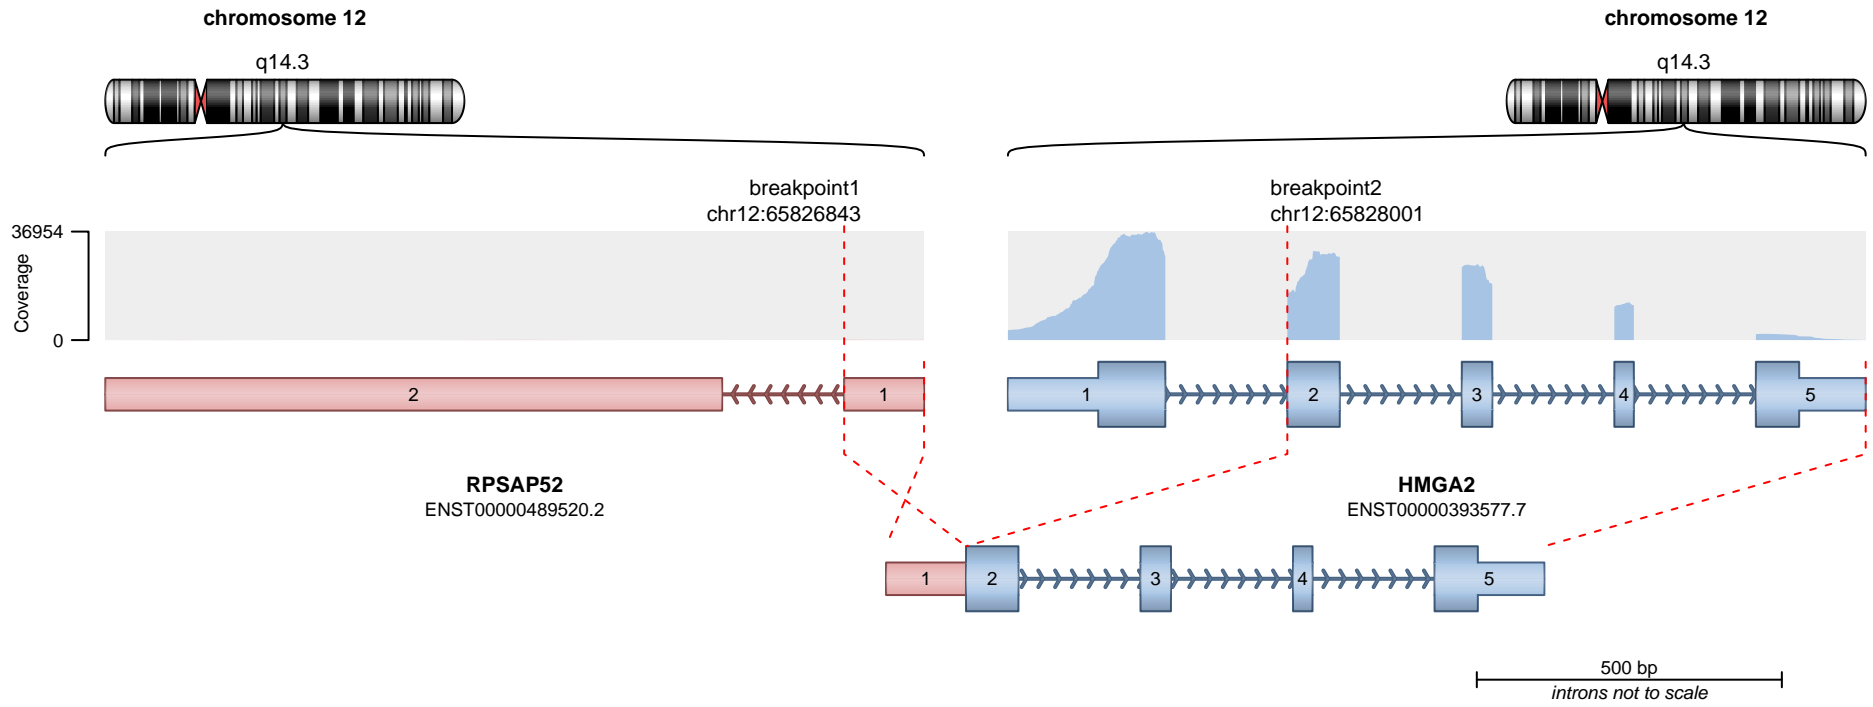 chromosome 12
chromosome 12
q14.3
q14.3
breakpoint1
chr12:65826843
breakpoint2
chr12:65828001
36954
Coverage
0
2
1
1
2
3
4
5
RPSAP52
ENST00000489520.2
HMGA2
ENST00000393577.7
1
2
3
4
5
500 bp
introns not to scale